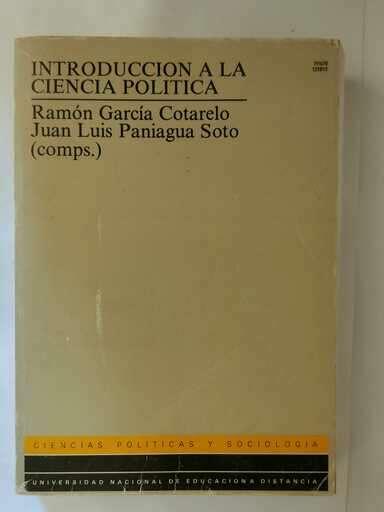 INTRODUCCION A LA
CIENCIA POLITICA
Ramón García Cotarelo
Juan Luis Paniagua Soto
(comps.)
CIENCIAS POLITICAS Y SOCIOLOGIA
UNIVERSIDAD NACIONAL DE EDUCACION A DISTANCIA